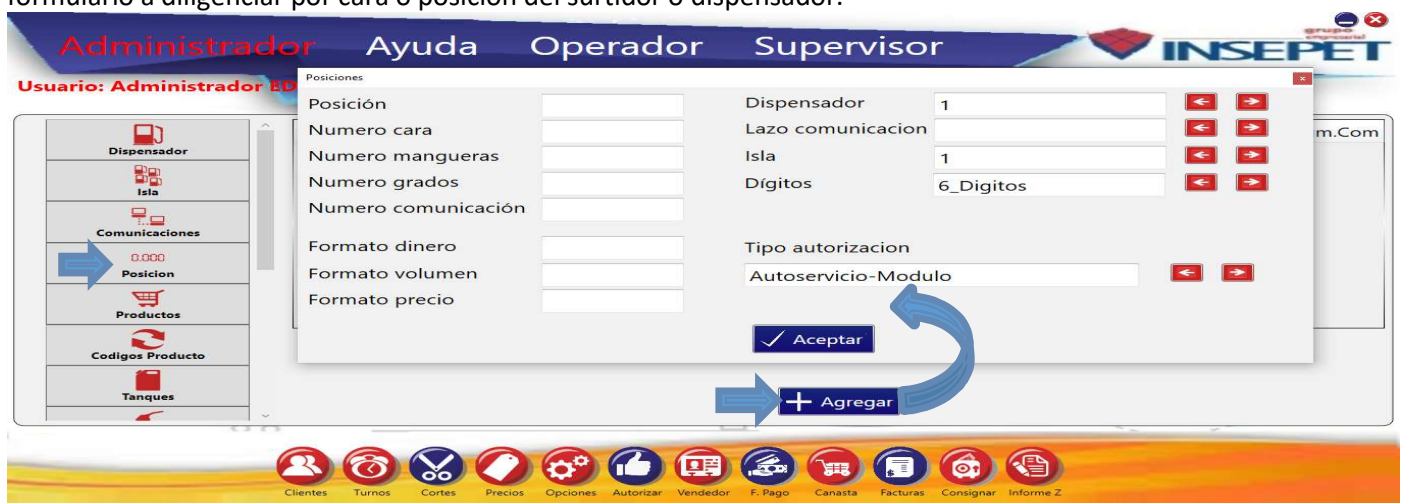 formulario a diligenciar por cara o posición del surtidor o dispensador.
Administrador Ayuda Operador Supervisor
grupo
empresarial
INSEPET
Usuario: Administrador ED
Posiciones
Posición
Numero cara
Numero mangueras
Numero grados
Numero comunicación
Formato dinero
Formato volumen
Formato precio
Dispensador 1
Lazo comunicacion
Isla 1
Dígitos 6_Digitos
Tipo autorizacion
Autoservicio-Modulo
Aceptar
m.Com
Dispensador
Isla
Comunicaciones
0.000
Posicion
Productos
Codigos Producto
Tanques
Agregar
Clientes Turnos Cortes Precios Opciones Autorizar Vendedor F. Pago Canasta Facturas Consignar Informe Z